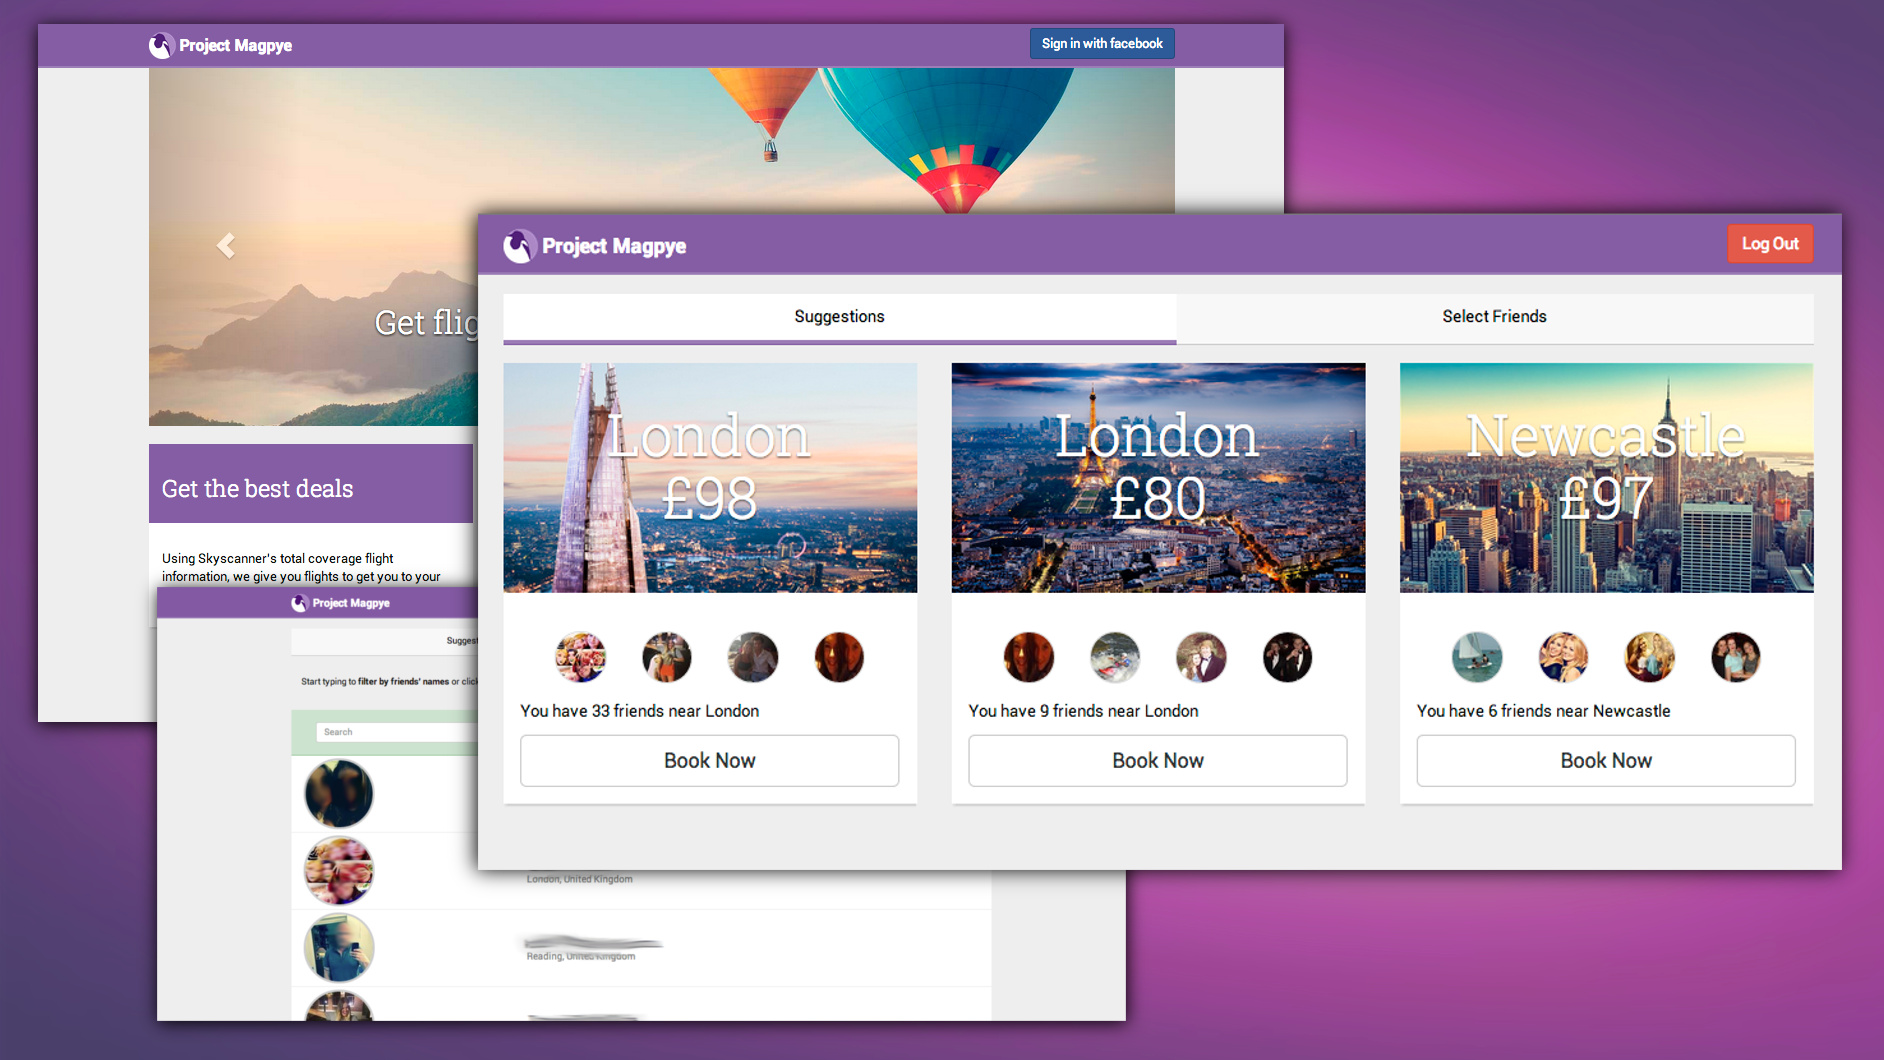 Project Magpye
Sign in with facebook
Get flig
Get the best deals
Using Skyscanner's total coverage flight
information, we give you flights to get you to your
Project Magpye
Log Out
Suggestions
Select Friends
London
£98
You have 33 friends near London
Book Now
London
£80
You have 9 friends near London
Book Now
Newcastle
£97
You have 6 friends near Newcastle
Book Now
Project Magpye
Suggest
Start typing to filter by friends' names or click
Search
London, United Kingdom
Reading, United Kingdom